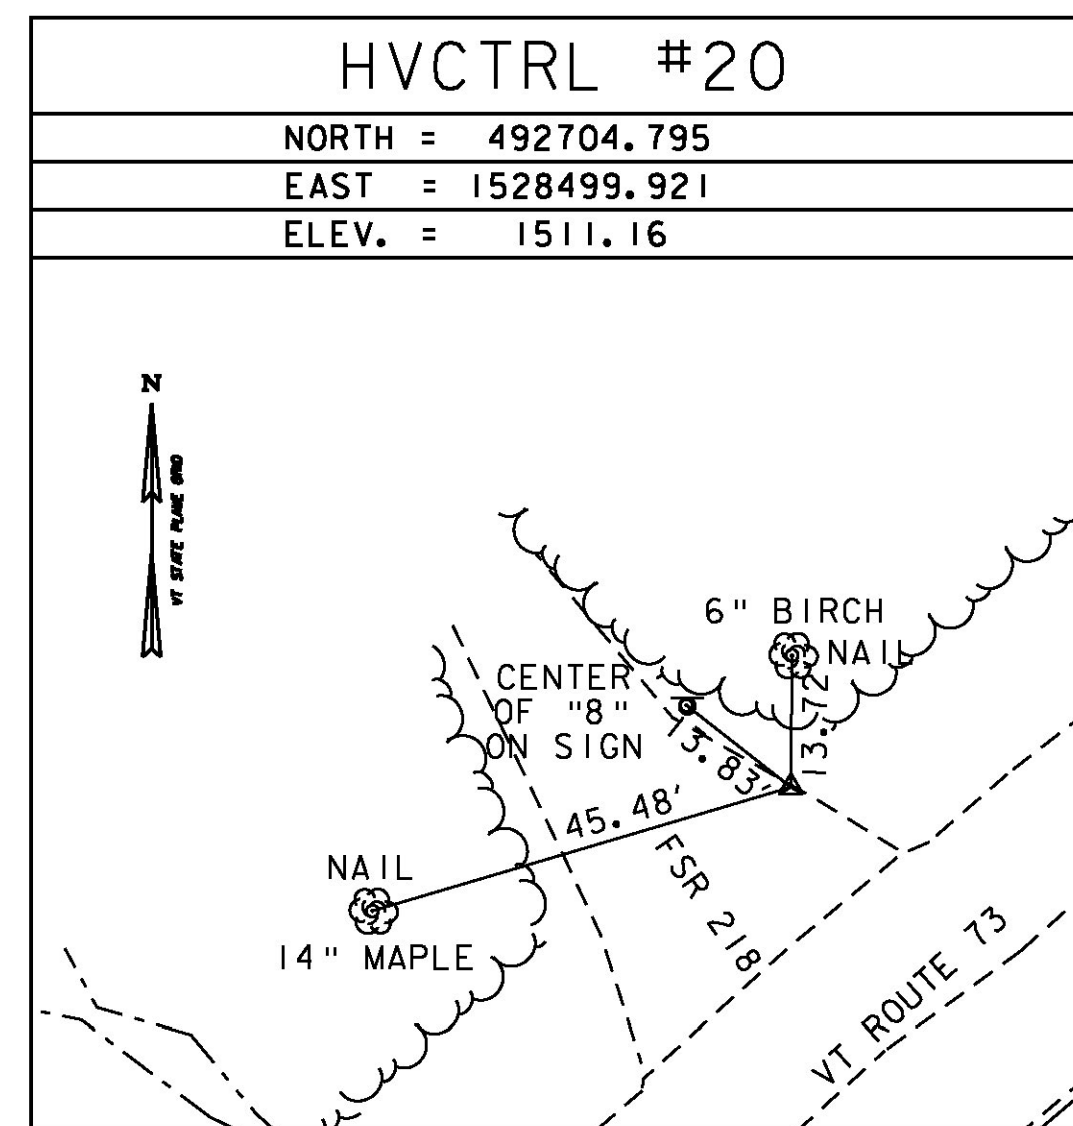 HVCTRL #20
NORTH = 492704.795
EAST = 1528499.921
ELEV. = 1511.16
N
VT STATE PLANE GRID
6" BIRCH
NAIL
CENTER
OF "8"
ON SIGN
13.72
13.83'
45.48'
NAIL
14" MAPLE
FSR 218
VT ROUTE 73